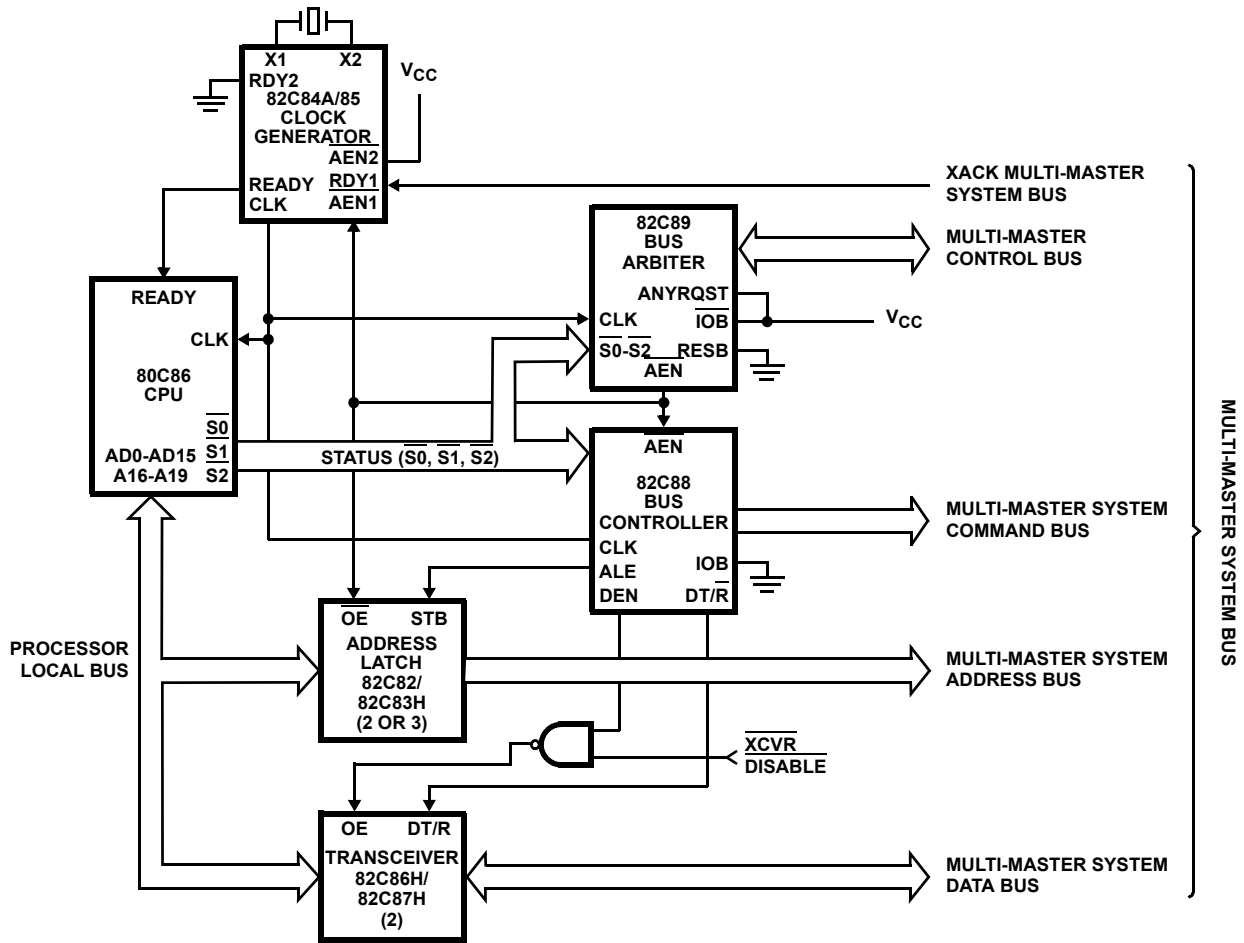 X1 X2
RDY2
82C84A/85
CLOCK
GENERATOR
AEN2
READY RDY1
CLK AEN1
VCC
XACK MULTI-MASTER
SYSTEM BUS
82C89
BUS
ARBITER
ANYRQST
CLK IOB
S0-S2 RESB
AEN
MULTI-MASTER
CONTROL BUS
VCC
READY
CLK
80C86
CPU
S0
AD0-AD15 S1
A16-A19 S2
STATUS (S0, S1, S2)
AEN
82C88
BUS
CONTROLLER
CLK
ALE IOB
DEN DT/R
MULTI-MASTER SYSTEM
COMMAND BUS
MULTI-MASTER SYSTEM BUS
PROCESSOR
LOCAL BUS
OE STB
ADDRESS
LATCH
82C82/
82C83H
(2 OR 3)
MULTI-MASTER SYSTEM
ADDRESS BUS
XCVR
DISABLE
OE DT/R
TRANSCEIVER
82C86H/
82C87H
(2)
MULTI-MASTER SYSTEM
DATA BUS